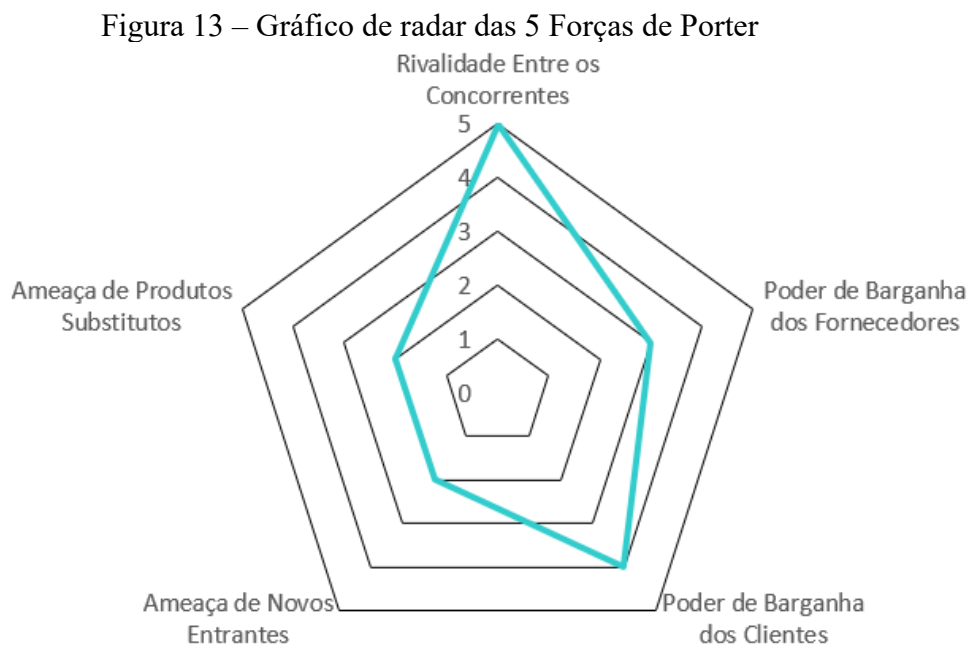 Figura 13 – Gráfico de radar das 5 Forças de Porter
Rivalidade Entre os
Concorrentes
5
4
3
2
1
0
Ameaça de Produtos
Substitutos
Poder de Barganha
dos Fornecedores
Ameaça de Novos
Entrantes
Poder de Barganha
dos Clientes